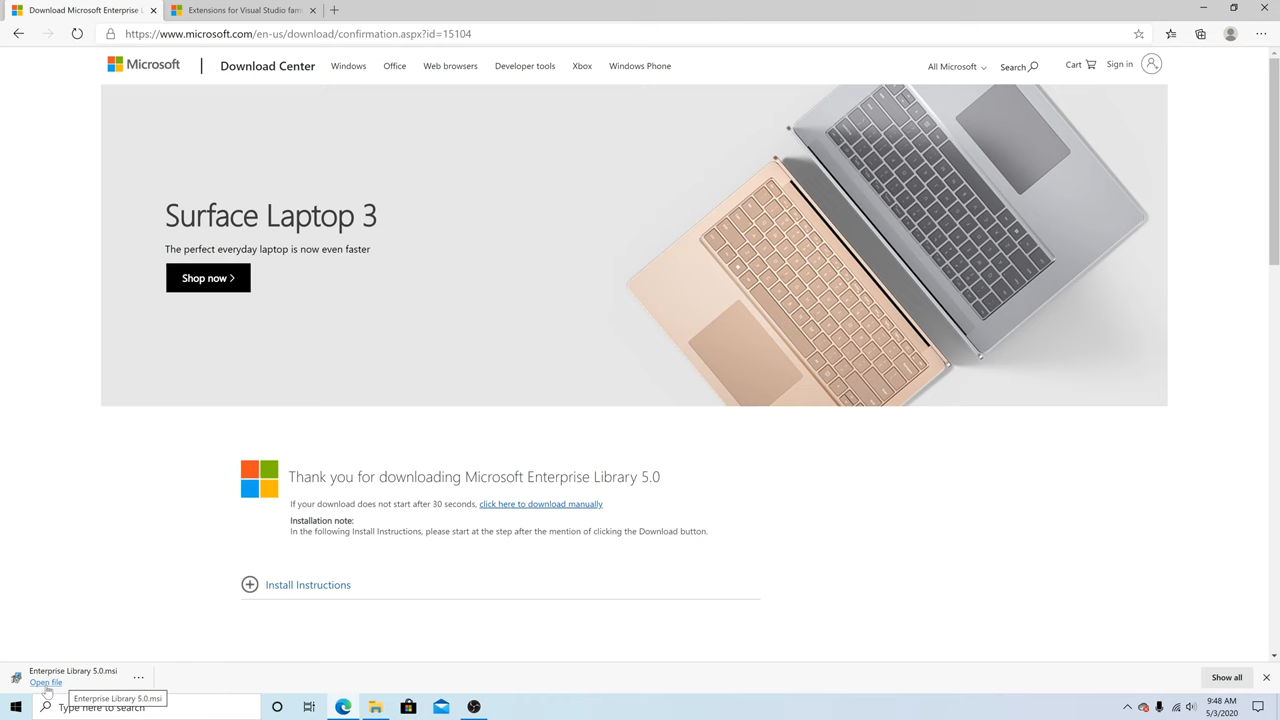 Download Microsoft Enterprise L
Extensions for Visual Studio fam
https://www.microsoft.com/en-us/download/confirmation.aspx?id=15104
Microsoft
Download Center
Windows
Office
Web browsers
Developer tools
Xbox
Windows Phone
All Microsoft
Search
Cart
Sign in
Surface Laptop 3
The perfect everyday laptop is now even faster
Shop now
Thank you for downloading Microsoft Enterprise Library 5.0
If your download does not start after 30 seconds, click here to download manually
Installation note:
In the following Install Instructions, please start at the step after the mention of clicking the Download button.
Install Instructions
Enterprise Library 5.0.msi
Open file
Show all
Enterprise Library 5.0.msi
Type here to search
9:48 AM
5/3/2020